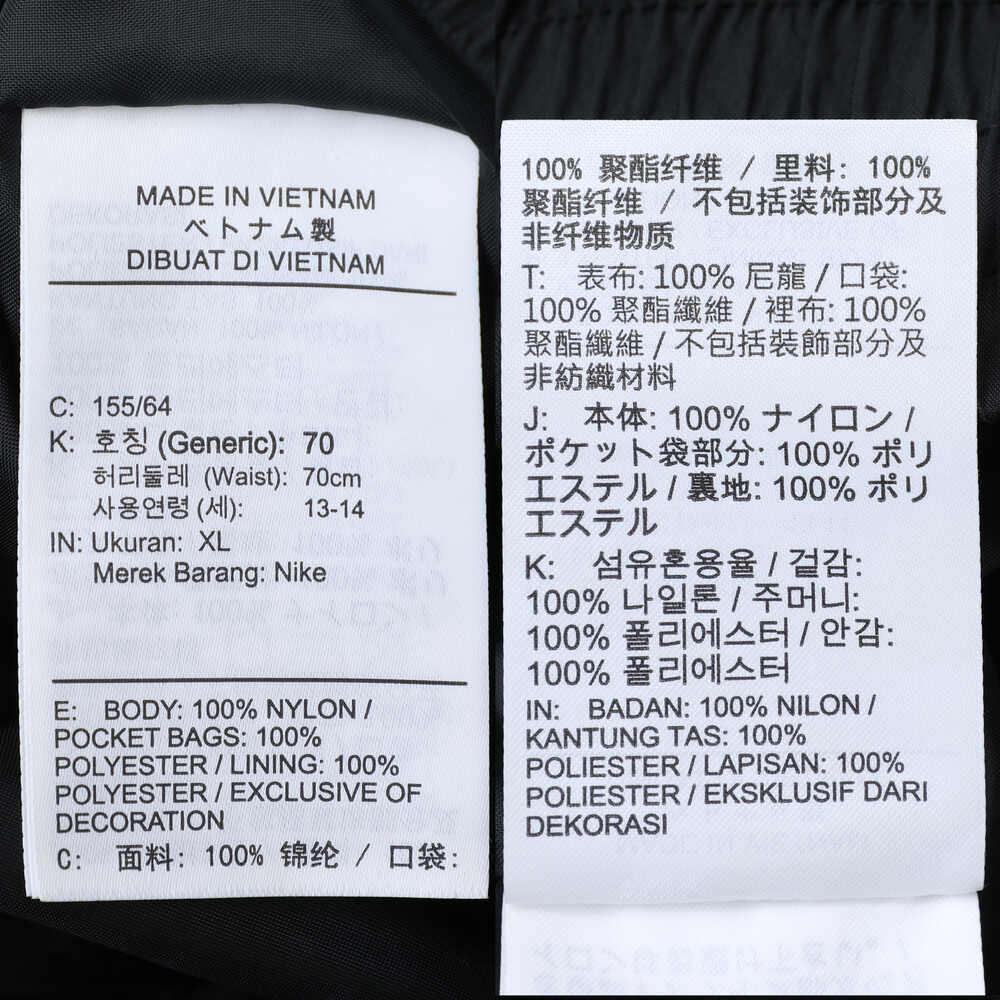 MADE IN VIETNAM
ベトナム製
DIBUAT DI VIETNAM
C: 155/64
K: 호칭 (Generic): 70
허리둘레 (Waist): 70cm
사용연령 (세): 13-14
IN: Ukuran: XL
Merek Barang: Nike
E: BODY: 100% NYLON /
POCKET BAGS: 100%
POLYESTER / LINING: 100%
POLYESTER / EXCLUSIVE OF
DECORATION
C: 面料: 100% 锦纶 / 口袋:
100% 聚酯纤维 / 里料: 100%
聚酯纤维 / 不包括装饰部分及
非纤维物质
T: 表布: 100% 尼龍 / 口袋:
100% 聚酯纖維 / 裡布: 100%
聚酯纖維 / 不包括裝飾部分及
非紡織材料
J: 本体: 100% ナイロン /
ポケット袋部分: 100% ポリ
エステル / 裏地: 100% ポリ
エステル
K: 섬유혼용율 / 겉감:
100% 나일론 / 주머니:
100% 폴리에스터 / 안감:
100% 폴리에스터
IN: BADAN: 100% NILON /
KANTUNG TAS: 100%
POLIESTER / LAPISAN: 100%
POLIESTER / EKSKLUSIF DARI
DEKORASI